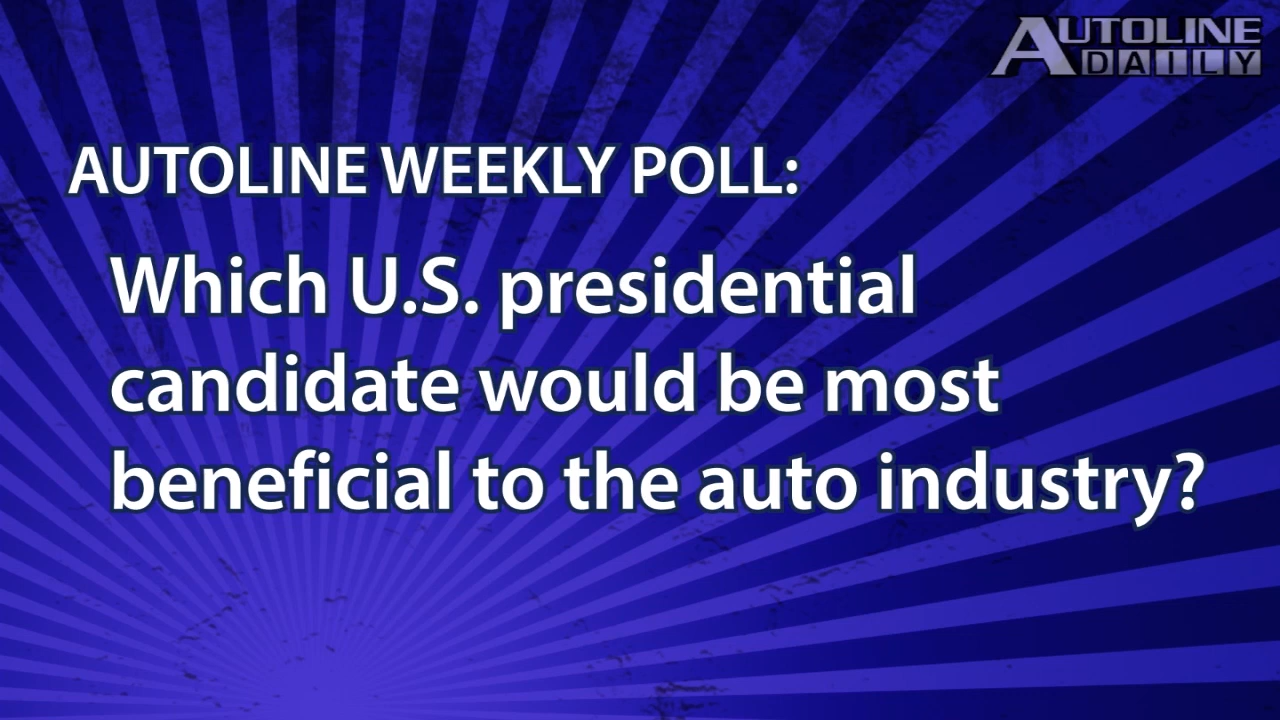 AUTOLINE
DAILY
AUTOLINE WEEKLY POLL:
Which U.S. presidential
candidate would be most
beneficial to the auto industry?